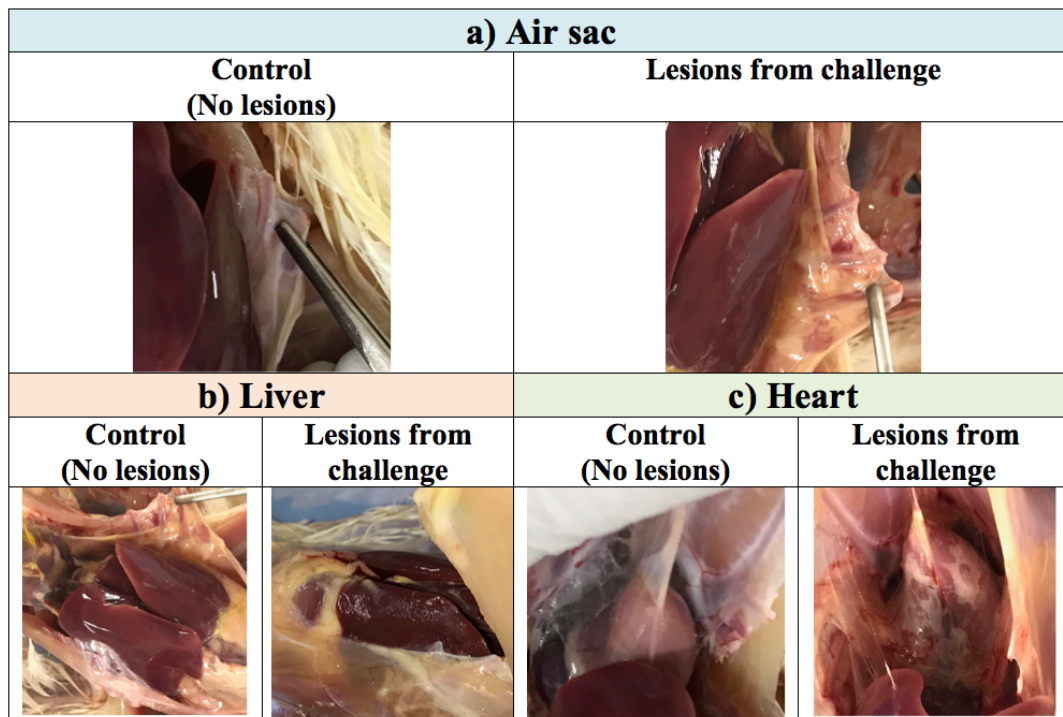 a) Air sac
Control
(No lesions)
Lesions from challenge
b) Liver
c) Heart
Control
(No lesions)
Lesions from
challenge
Control
(No lesions)
Lesions from
challenge